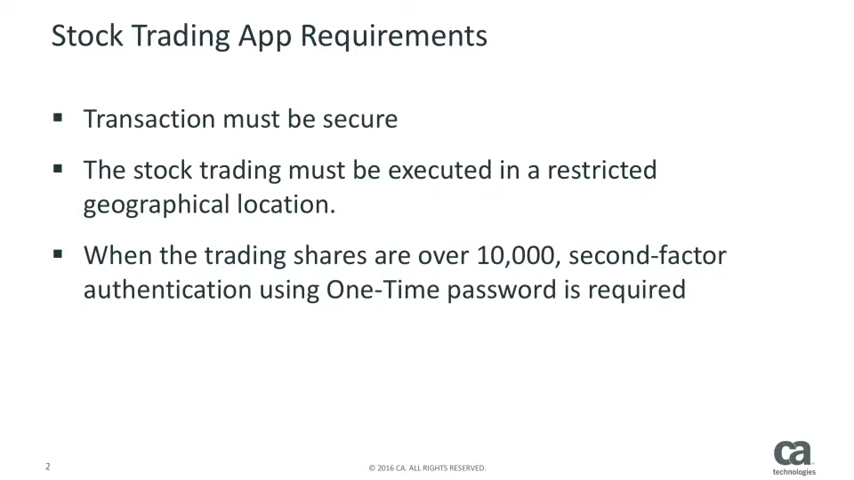 Stock Trading App Requirements
▪ Transaction must be secure
▪ The stock trading must be executed in a restricted
geographical location.
▪ When the trading shares are over 10,000, second-factor
authentication using One-Time password is required
2
© 2016 CA. ALL RIGHTS RESERVED.
ca
technologies